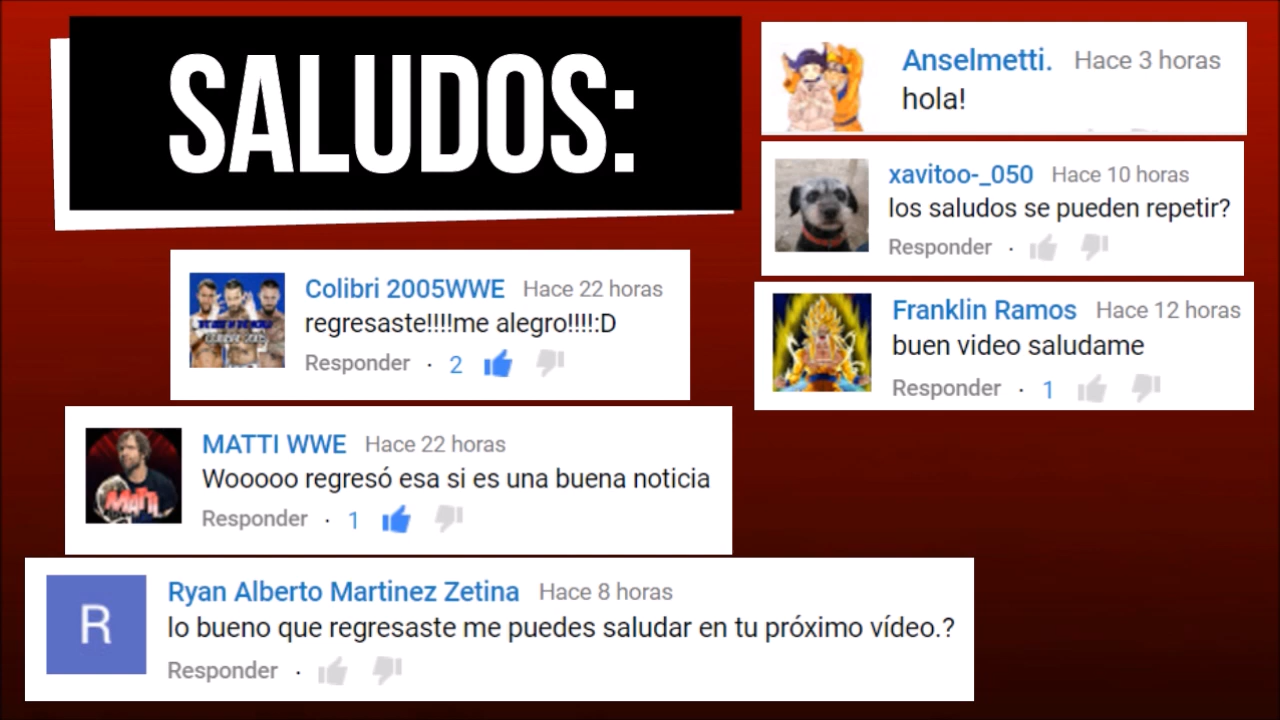 SALUDOS:
Anselmetti. Hace 3 horas
hola!
xavitoo-_050 Hace 10 horas
los saludos se pueden repetir?
Responder ·
Franklin Ramos Hace 12 horas
buen video saludame
Responder · 1
Colibri 2005WWE Hace 22 horas
regresaste!!!!me alegro!!!!:D
Responder · 2
MATTI WWE Hace 22 horas
Wooooo regresó esa si es una buena noticia
Responder · 1
MATTI
R
Ryan Alberto Martinez Zetina Hace 8 horas
lo bueno que regresaste me puedes saludar en tu próximo vídeo.?
Responder ·